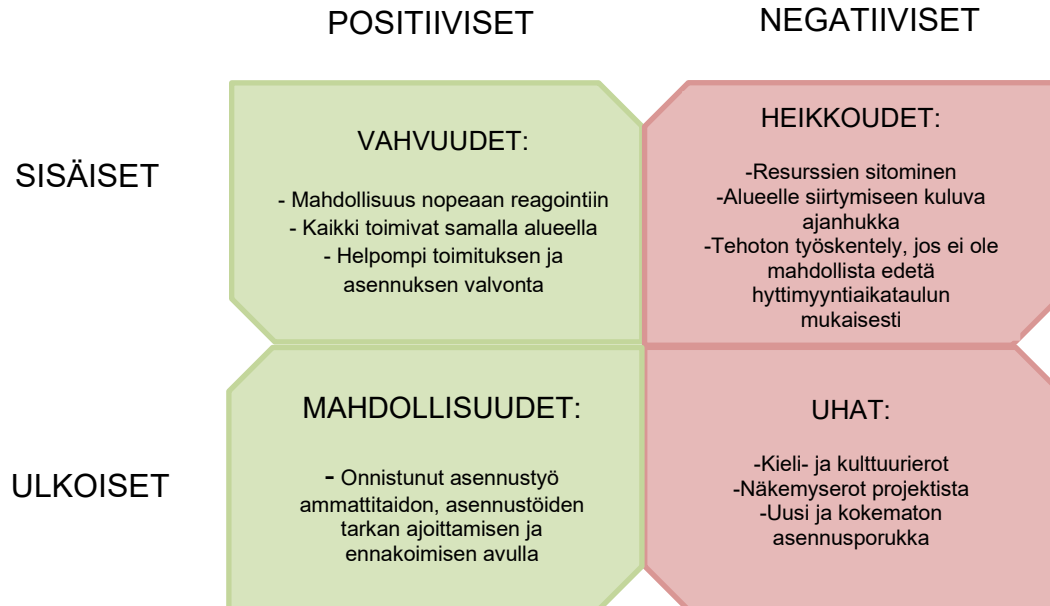 POSITIIVISET
NEGATIIVISET
SISÄISET
VAHVUUDET:
- Mahdollisuus nopeaan reagointiin
- Kaikki toimivat samalla alueella
- Helpompi toimituksen ja
asennuksen valvonta
HEIKKOUDET:
-Resurssien sitominen
-Alueelle siirtymiseen kuluva
ajanhukka
-Tehoton työskentely, jos ei ole
mahdollista edetä
hyttimyyntiaikataulun
mukaisesti
ULKOISET
MAHDOLLISUUDET:
- Onnistunut asennustyö
ammattitaidon, asennustöiden
tarkan ajoittamisen ja
ennakoimisen avulla
UHAT:
-Kieli- ja kulttuurierot
-Näkemyserot projektista
-Uusi ja kokematon
asennusporukka